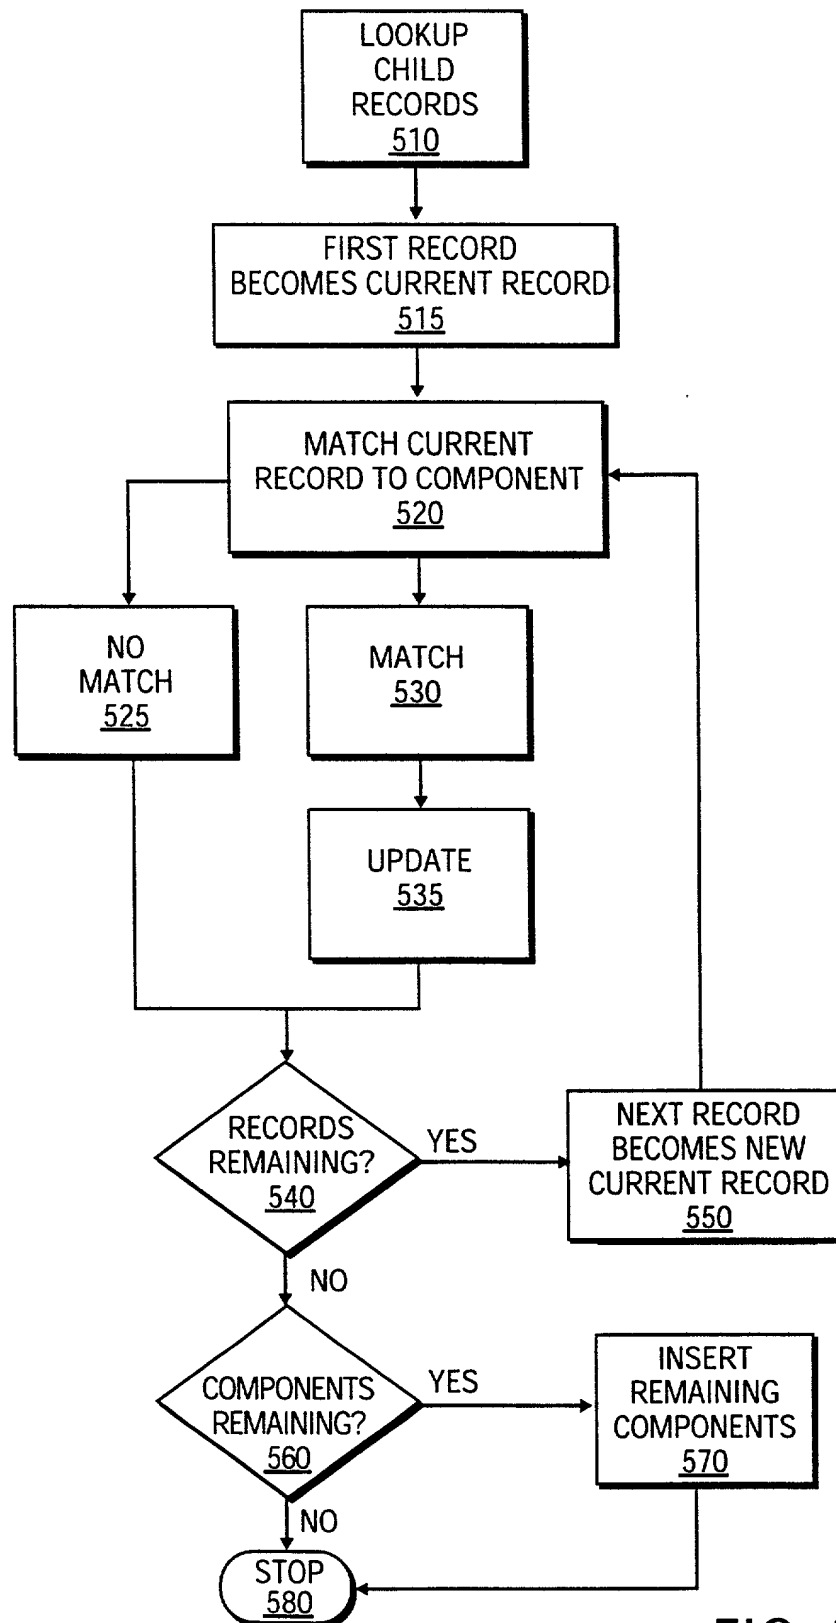 LOOKUP
CHILD
RECORDS
510
FIRST RECORD
BECOMES CURRENT RECORD
515
MATCH CURRENT
RECORD TO COMPONENT
520
NO
MATCH
525
MATCH
530
UPDATE
535
RECORDS
REMAINING?
540
YES
NEXT RECORD
BECOMES NEW
CURRENT RECORD
550
NO
COMPONENTS
REMAINING?
560
YES
INSERT
REMAINING
COMPONENTS
570
NO
STOP
580